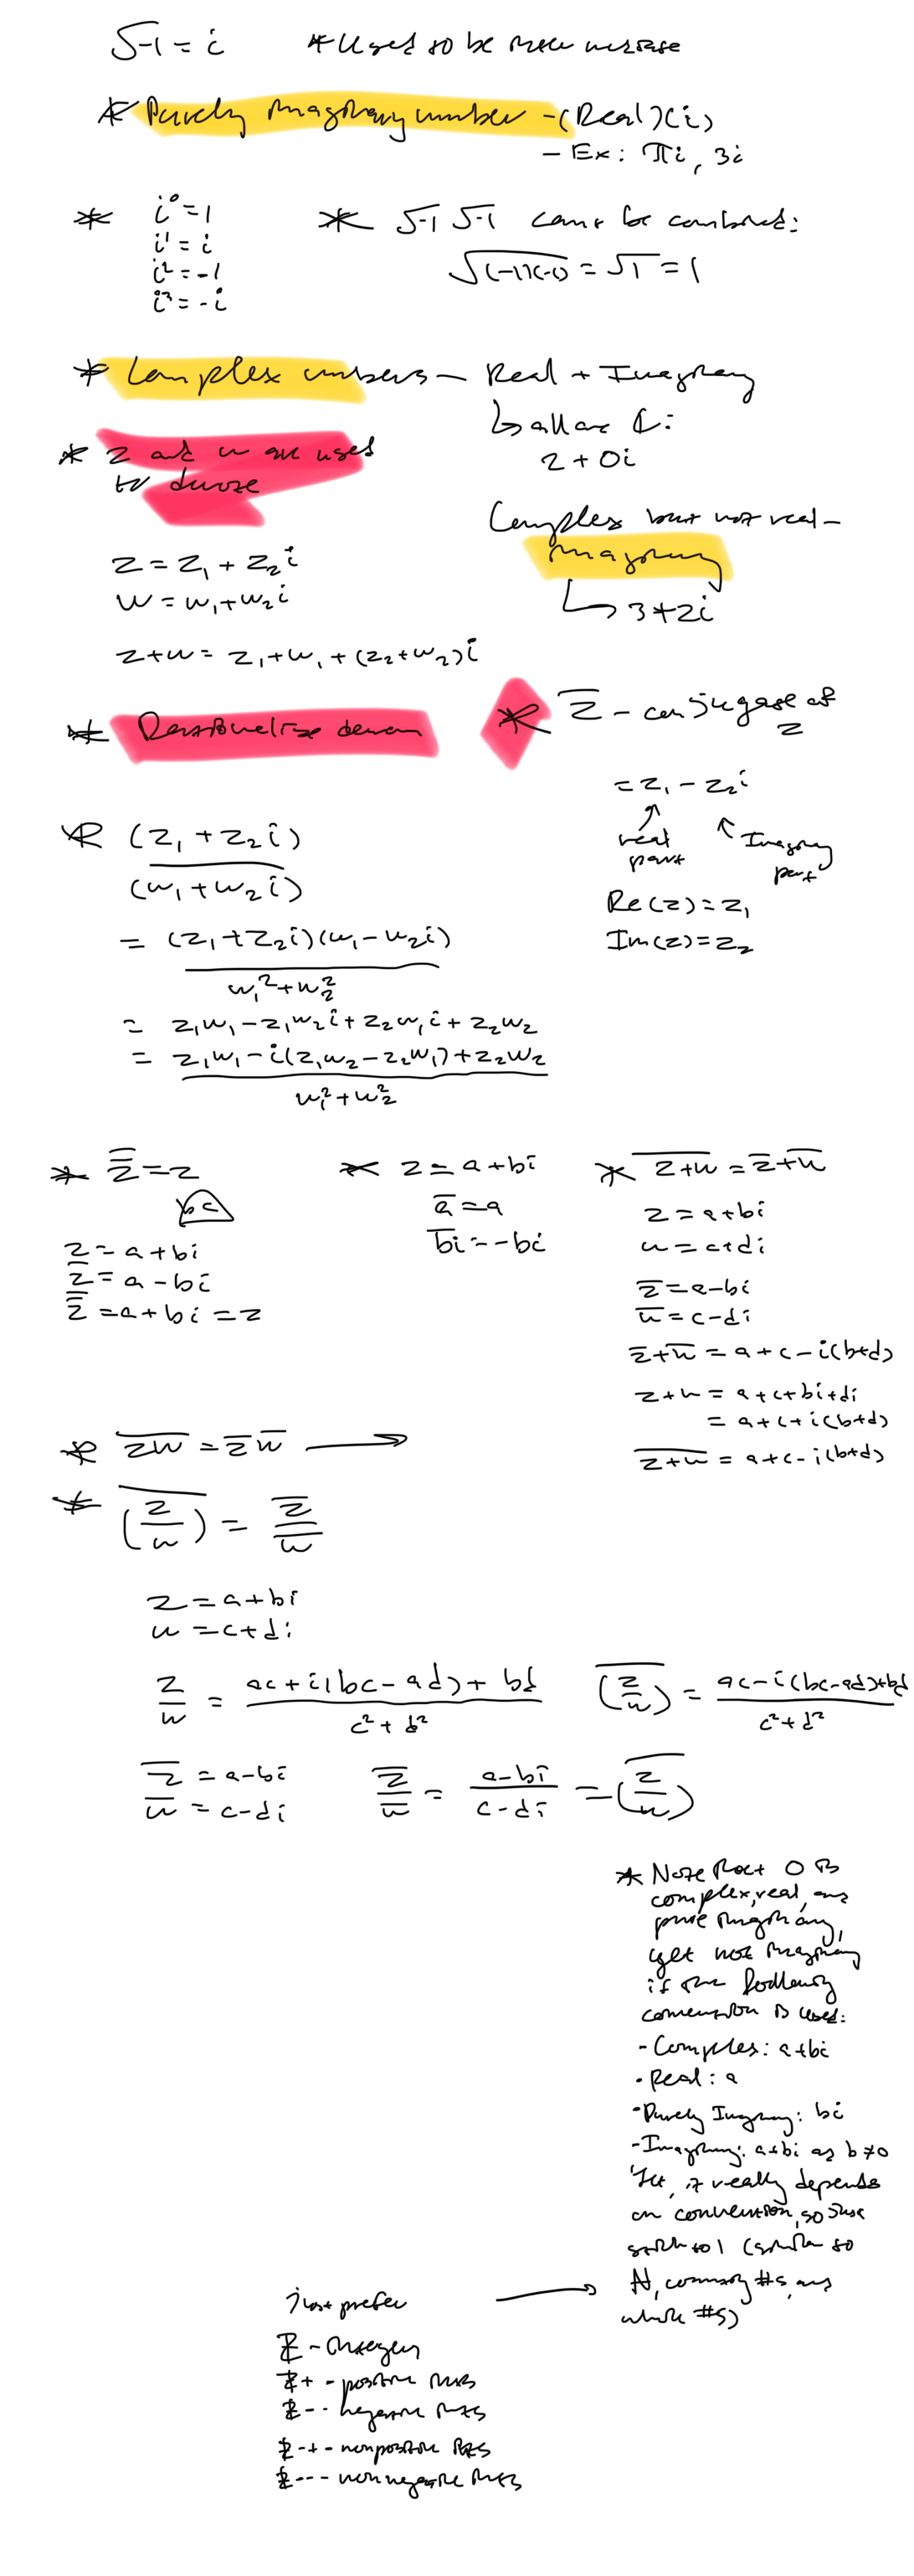 √-1 = i
* Used to be
* Purely Imaginary number - (Real)(i)
- Ex: πi, 3i
* i⁰ = 1
i¹ = i
i² = -1
i³ = -i
* √-1 √-1 can't be combined:
√(-1)(-1) = √1 = 1
* Complex numbers - Real + Imaginary
↳ all are ℂ:
2 + 0i
* z and w are used
to denote
Complex but not real -
Imaginary
↳ 3+2i
z = z₁ + z₂i
w = w₁ + w₂i
z+w = z₁+w₁+(z₂+w₂)i
* Rationalize denom
* z̅ - conjugate of
z
= z₁ - z₂i
real
part
Imaginary
part
Re(z) = z₁
Im(z) = z₂
* (z₁ + z₂i)
(w₁ + w₂i)
= (z₁+z₂i)(w₁-w₂i)
w₁²+w₂²
= z₁w₁-z₁w₂i+z₂w₁i+z₂w₂
= z₁w₁-i(z₁w₂-z₂w₁)+z₂w₂
w₁²+w₂²
* z̿ = z
bc
z = a+bi
z̅ = a-bi
z̿ = a+bi = z
* z = a+bi
a̅ = a
b̅i̅ = -bi
* z̅+̅w̅ = z̅+w̅
z = a+bi
w = c+di
z̅ = a-bi
w̅ = c-di
z̅+w̅ = a+c-i(b+d)
z+w = a+c+bi+di
= a+c+i(b+d)
z̅+̅w̅ = a+c-i(b+d)
* z̅w̅ = z̅ w̅ →
* (z/w)̅ = z̅/w̅
z = a+bi
w = c+di
z/w = ac+i(bc-ad)+bd
c²+d²
(z/w)̅ = ac-i(bc-ad)+bd
c²+d²
z̅ = a-bi
w̅ = c-di
z̅/w̅ = a-bi/c-di = (z/w)̅
* Note that 0 is
complex, real, and
pure imaginary,
yet not imaginary
if the following
convention is used:
- Complex: a+bi
- Real: a
- Purely Imaginary: bi
- Imaginary: a+bi as b≠0
Yet, it really depends
on convention, so just
stick to 1 (similar to
ℕ, counting #s, and
whole #s)
I just prefer →
ℤ - integers
ℤ+ - positive ints
ℤ- - negative ints
ℤ-+ - nonpositive ints
ℤ-- - nonnegative ints